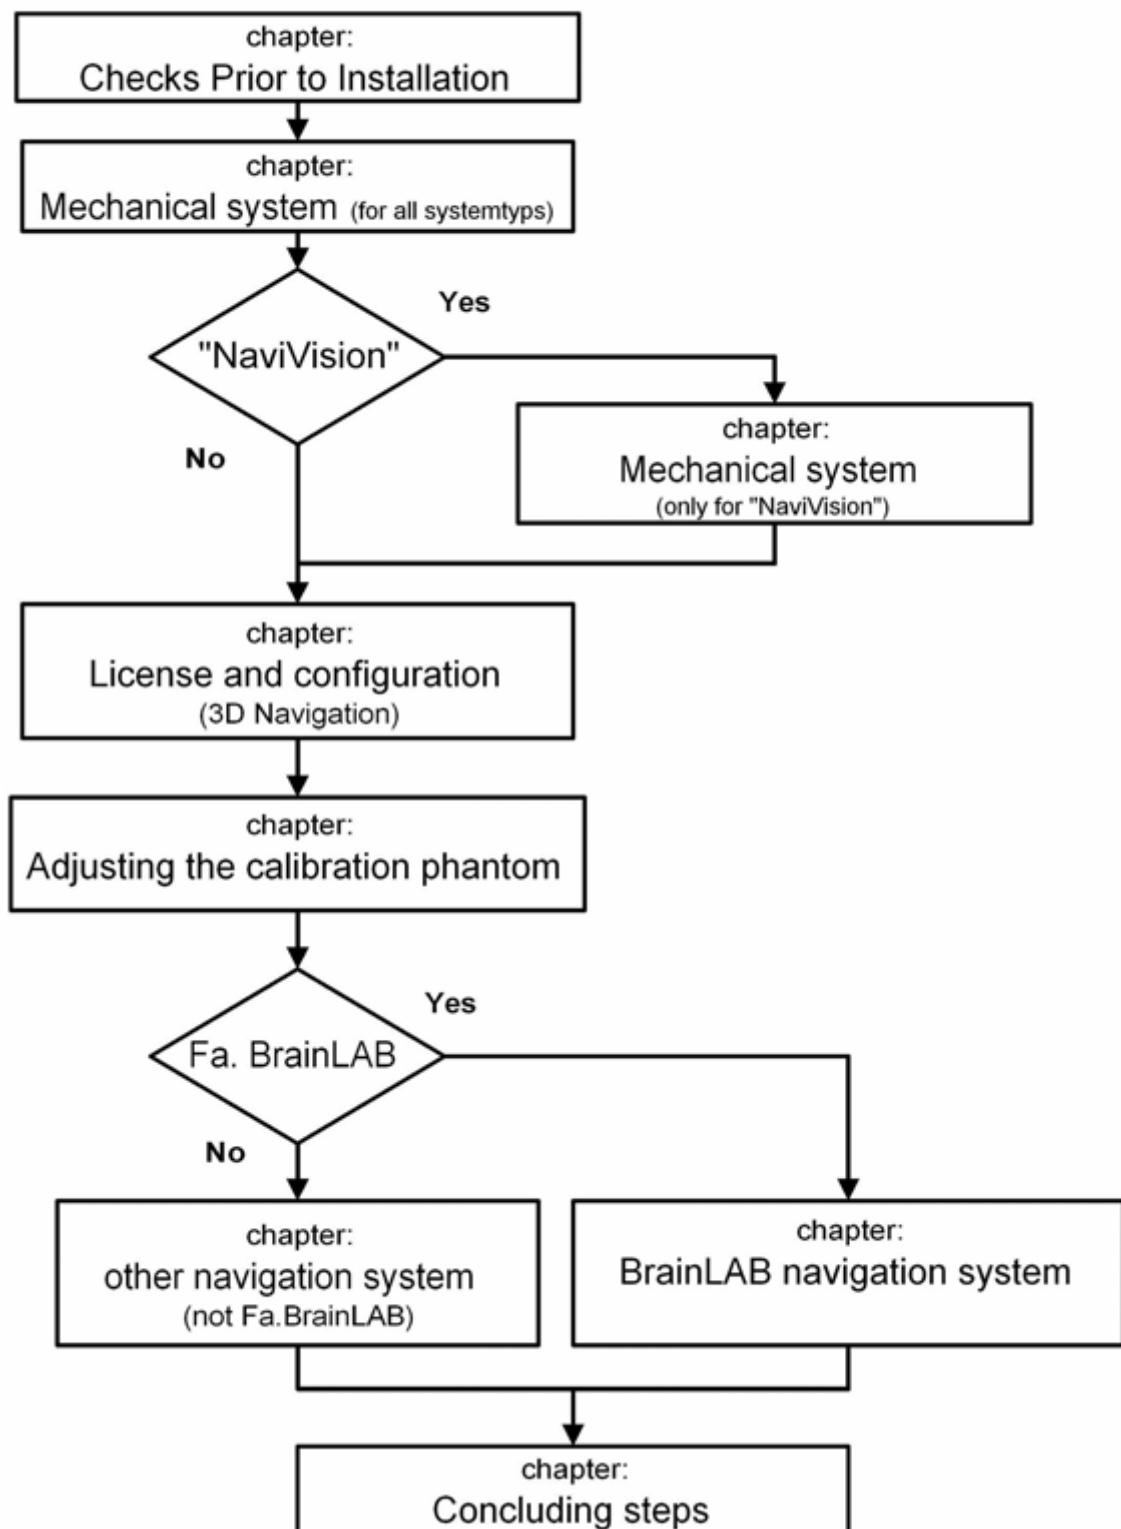 chapter:
Checks Prior to Installation
chapter:
Mechanical system (for all systemtyps)
Yes
"NaviVision"
No
chapter:
Mechanical system
(only for "NaviVision")
chapter:
License and configuration
(3D Navigation)
chapter:
Adjusting the calibration phantom
Yes
Fa. BrainLAB
No
chapter:
other navigation system
(not Fa.BrainLAB)
chapter:
BrainLAB navigation system
chapter:
Concluding steps